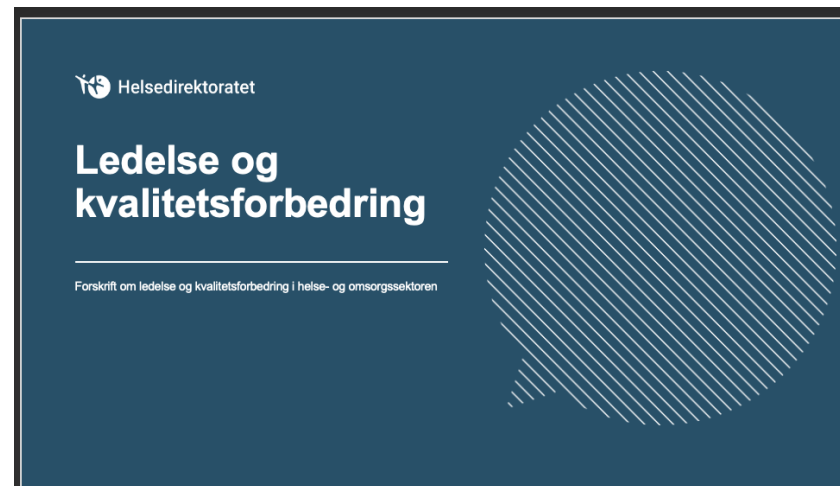 Helsedirektoratet
Ledelse og
kvalitetsforbedring
Forskrift om ledelse og kvalitetsforbedring i helse- og omsorgssektoren